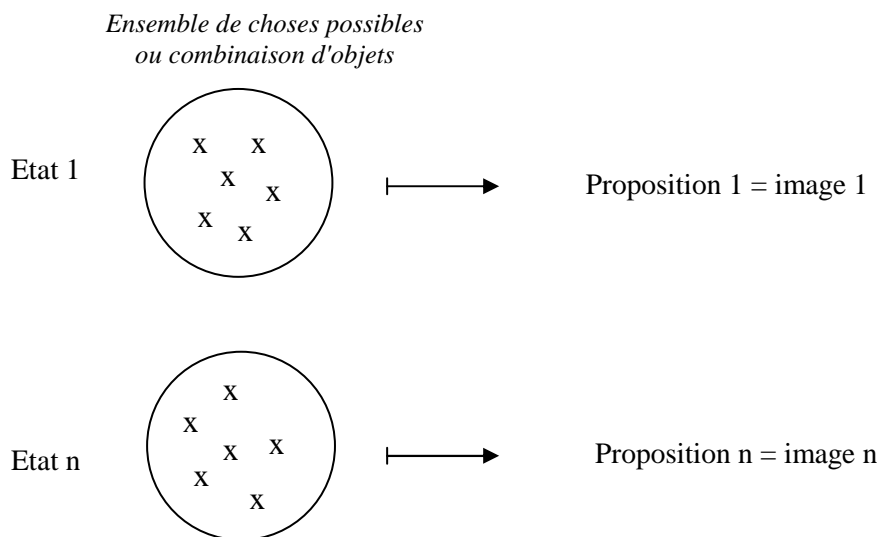 Ensemble de choses possibles
ou combinaison d'objets
x x
Etat 1
x
x
Proposition 1 = image 1
x
x
x
x
Proposition n = image n
x
x
Etat n
x
x